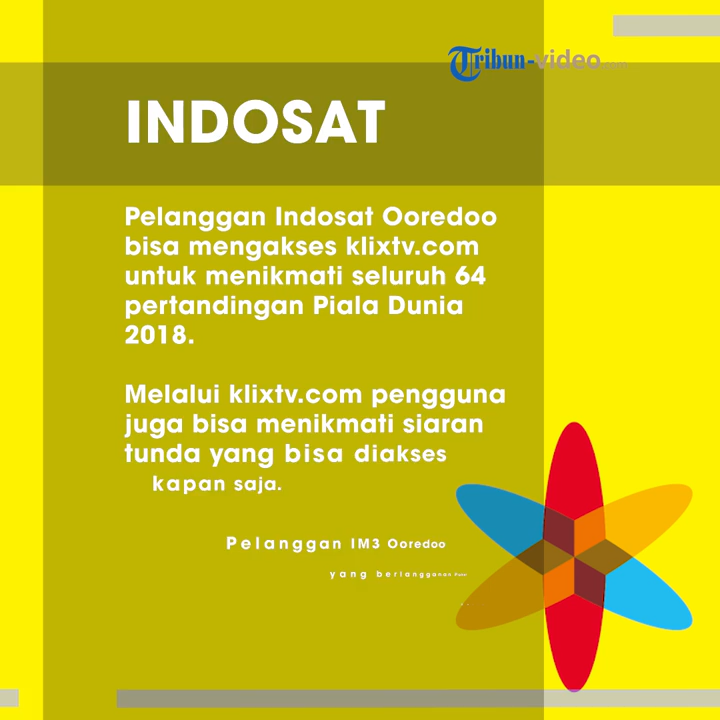 Tribun-video.com
INDOSAT
Pelanggan Indosat Ooredoo
bisa mengakses klixtv.com
untuk menikmati seluruh 64
pertandingan Piala Dunia
2018.
Melalui klixtv.com pengguna
juga bisa menikmati siaran
tunda yang bisa diakses
kapan saja.
Pelanggan IM3 Ooredoo
yang berlangganan